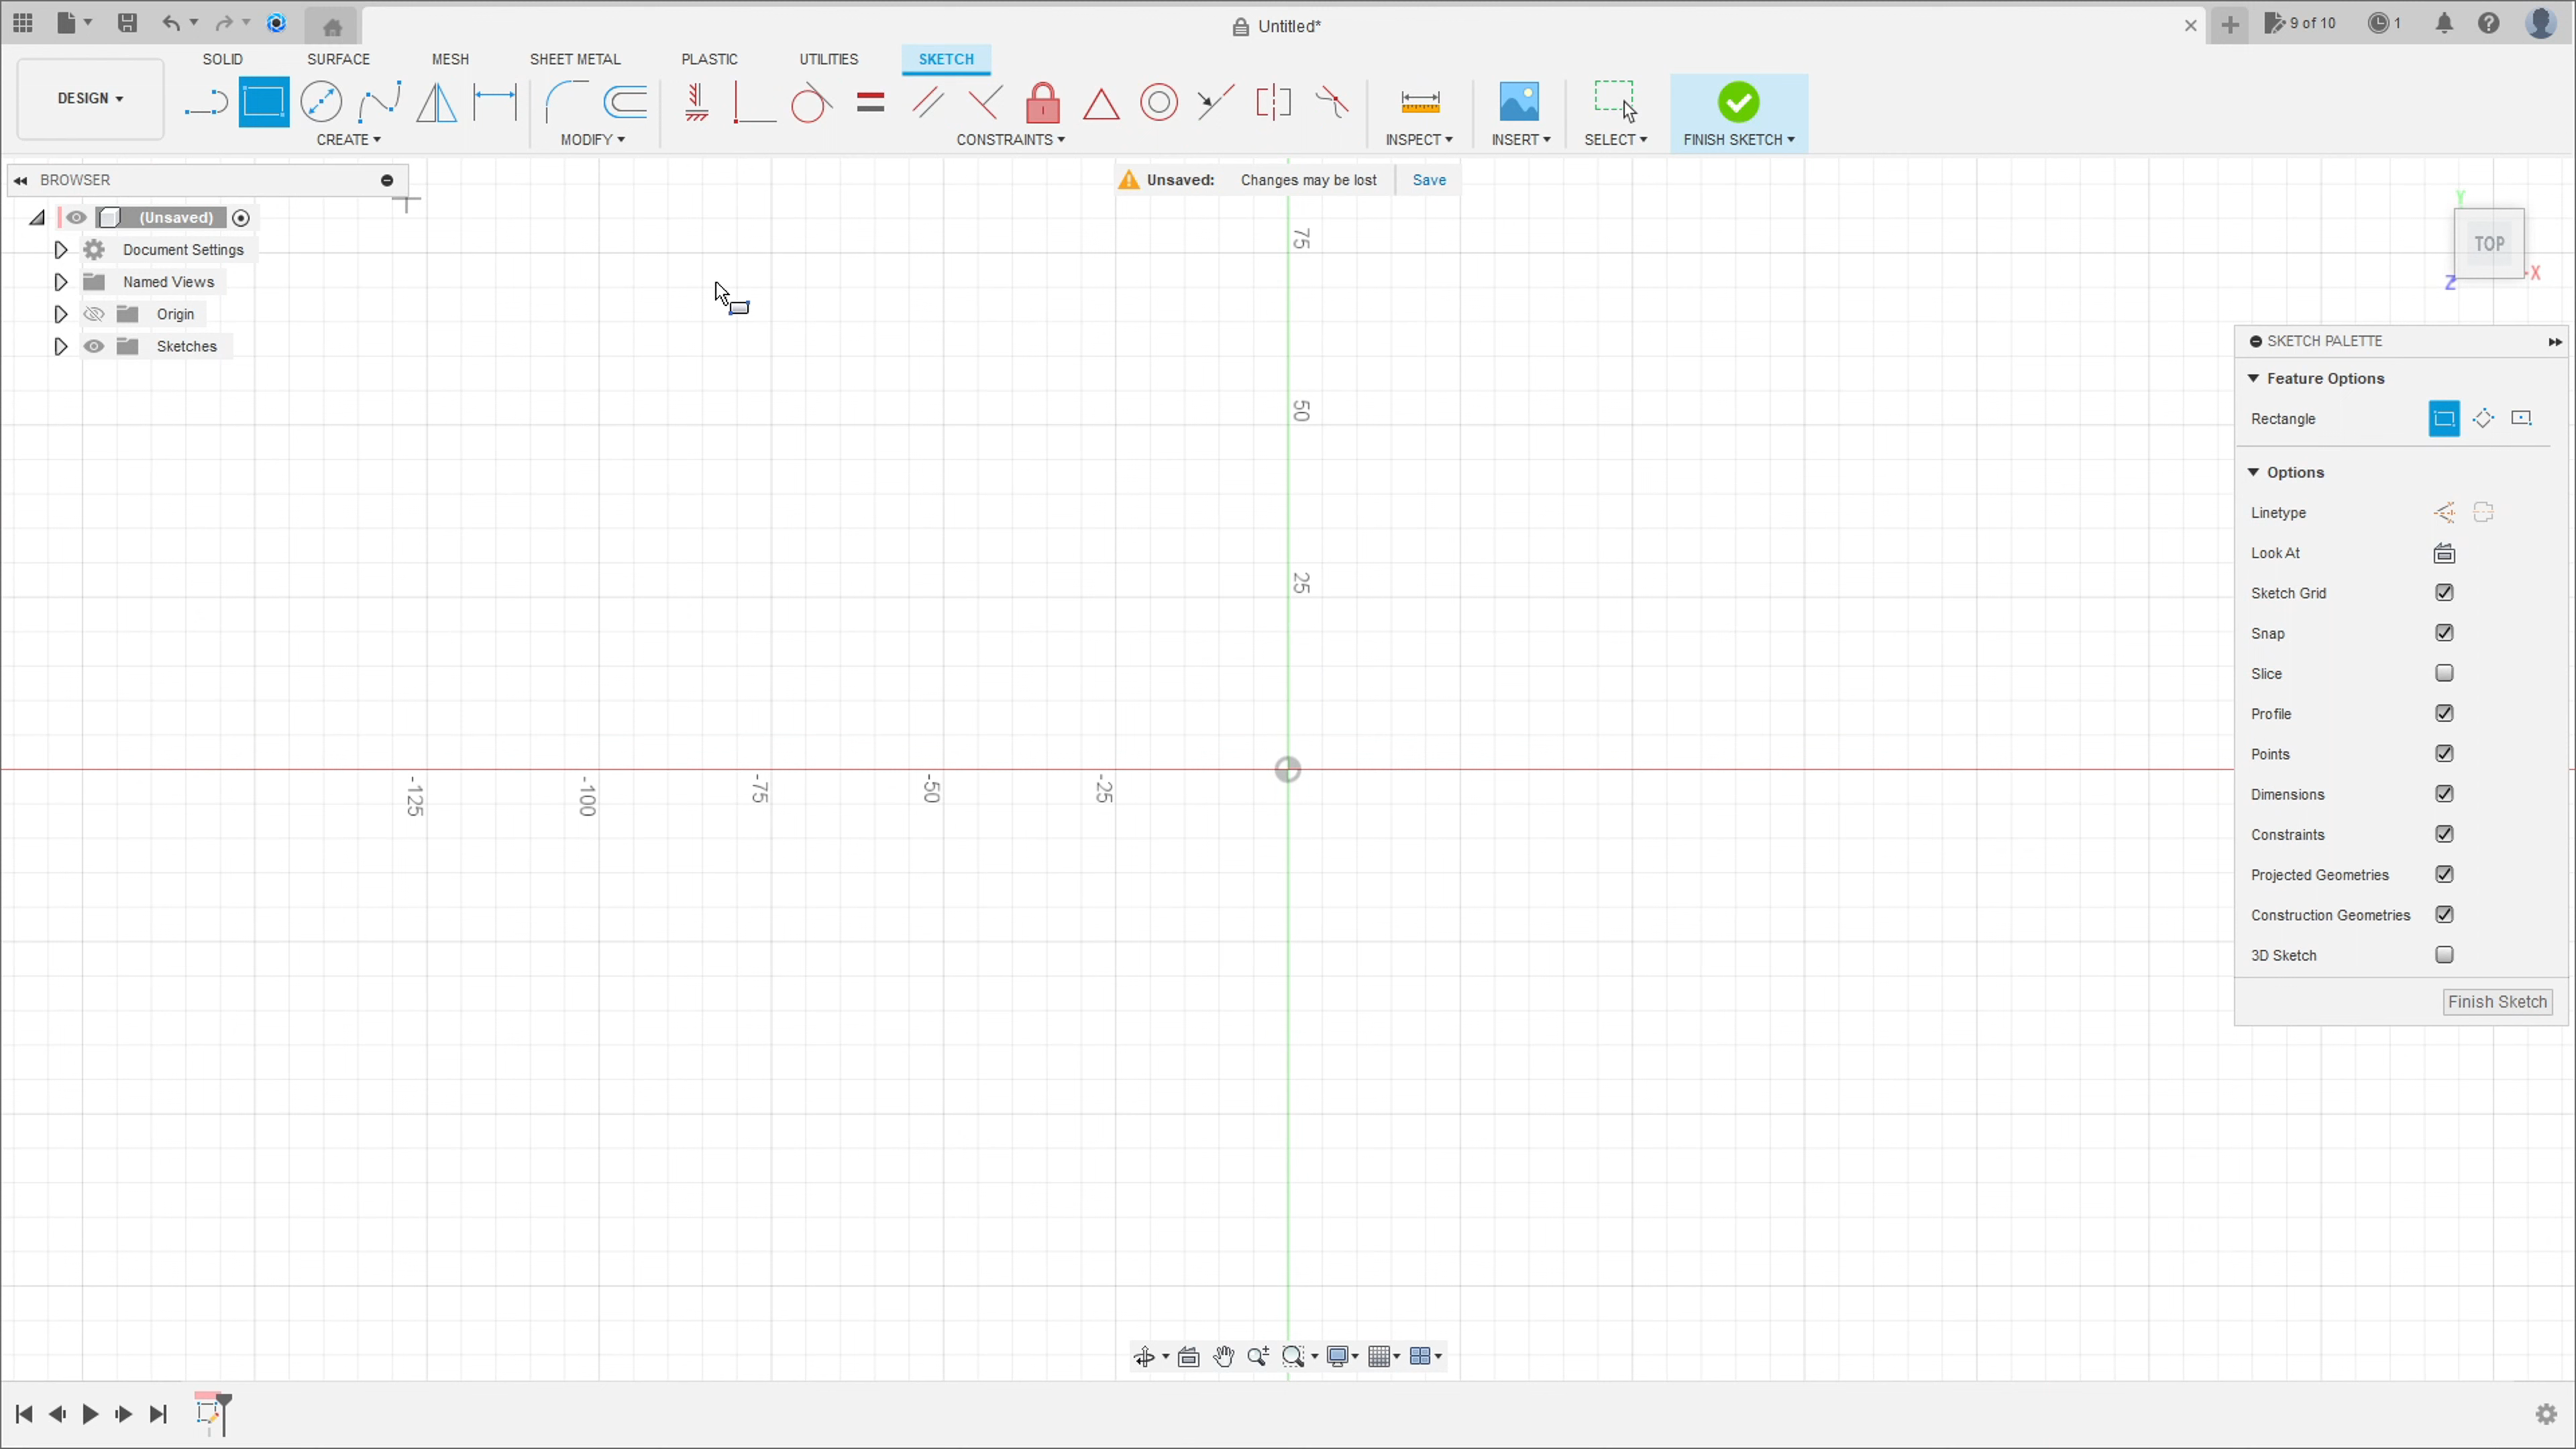 Untitled*
9 of 10
1
SOLID SURFACE MESH SHEET METAL PLASTIC UTILITIES SKETCH
DESIGN
CREATE MODIFY CONSTRAINTS INSPECT INSERT SELECT FINISH SKETCH
BROWSER
Unsaved: Changes may be lost Save
(Unsaved)
Document Settings
Named Views
Origin
Sketches
75
50
25
-125 -100 -75 -50 -25
Y
TOP
Z
-X
SKETCH PALETTE
Feature Options
Rectangle
Options
Linetype
Look At
Sketch Grid
Snap
Slice
Profile
Points
Dimensions
Constraints
Projected Geometries
Construction Geometries
3D Sketch
Finish Sketch